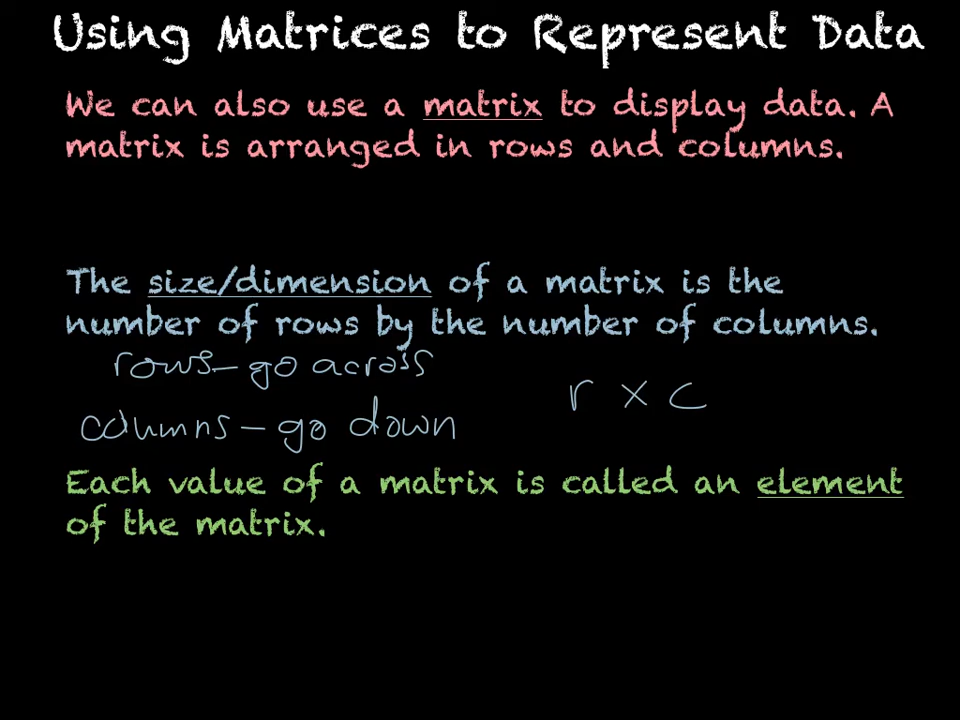 Using Matrices to Represent Data
We can also use a matrix to display data. A
matrix is arranged in rows and columns.
The size/dimension of a matrix is the
number of rows by the number of columns.
rows - go across
r x c
columns - go down
Each value of a matrix is called an element
of the matrix.